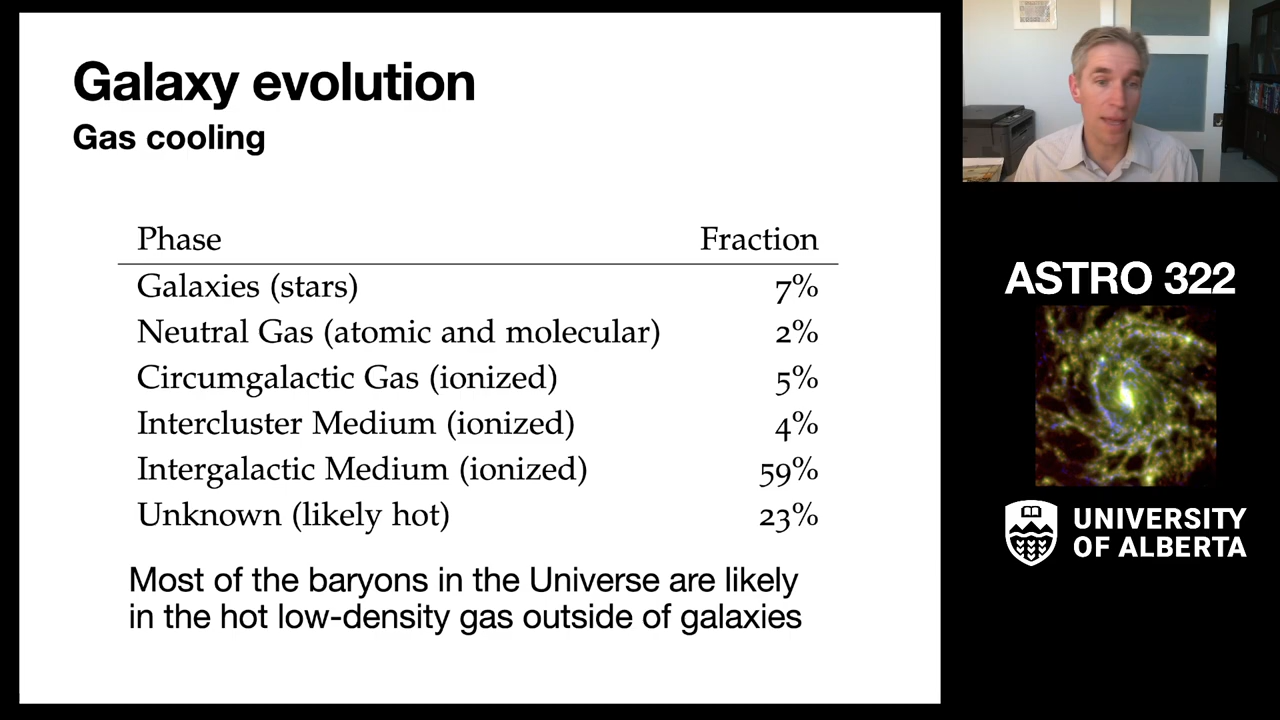 Galaxy evolution
Gas cooling
Phase Fraction
Galaxies (stars) 7%
Neutral Gas (atomic and molecular) 2%
Circumgalactic Gas (ionized) 5%
Intercluster Medium (ionized) 4%
Intergalactic Medium (ionized) 59%
Unknown (likely hot) 23%
Most of the baryons in the Universe are likely
in the hot low-density gas outside of galaxies
ASTRO 322
UNIVERSITY
OF ALBERTA